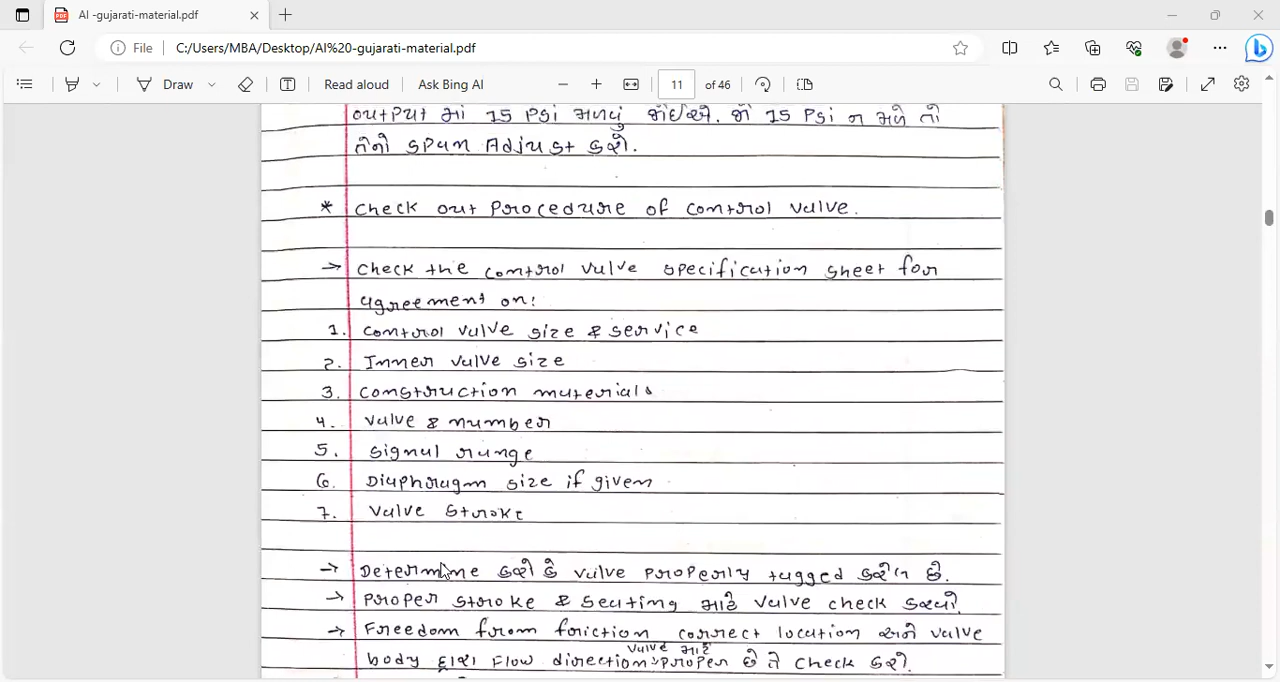 AI -gujarati-material.pdf
File C:/Users/MBA/Desktop/AI%20-gujarati-material.pdf
Draw Read aloud Ask Bing AI 11 of 46
output માં 15 Psi મળવું જોઈએ. જો 15 Psi ન મળે તો
તેનો span Adjust કરો.
* check out procedure of control valve.
→ check the control valve specification sheet for
agreement on:
1. control valve size & service
2. Inner valve size
3. construction materials
4. valve & number
5. signal range
6. Diaphragm size if given
7. valve stroke
→ Determine કરો કે valve properly tagged કરેલ છે.
→ proper stroke & seating માટે valve check કરવો.
→ Freedom from friction correct location અને valve
valve માટે
body દ્વારા flow direction proper છે તે check કરો.